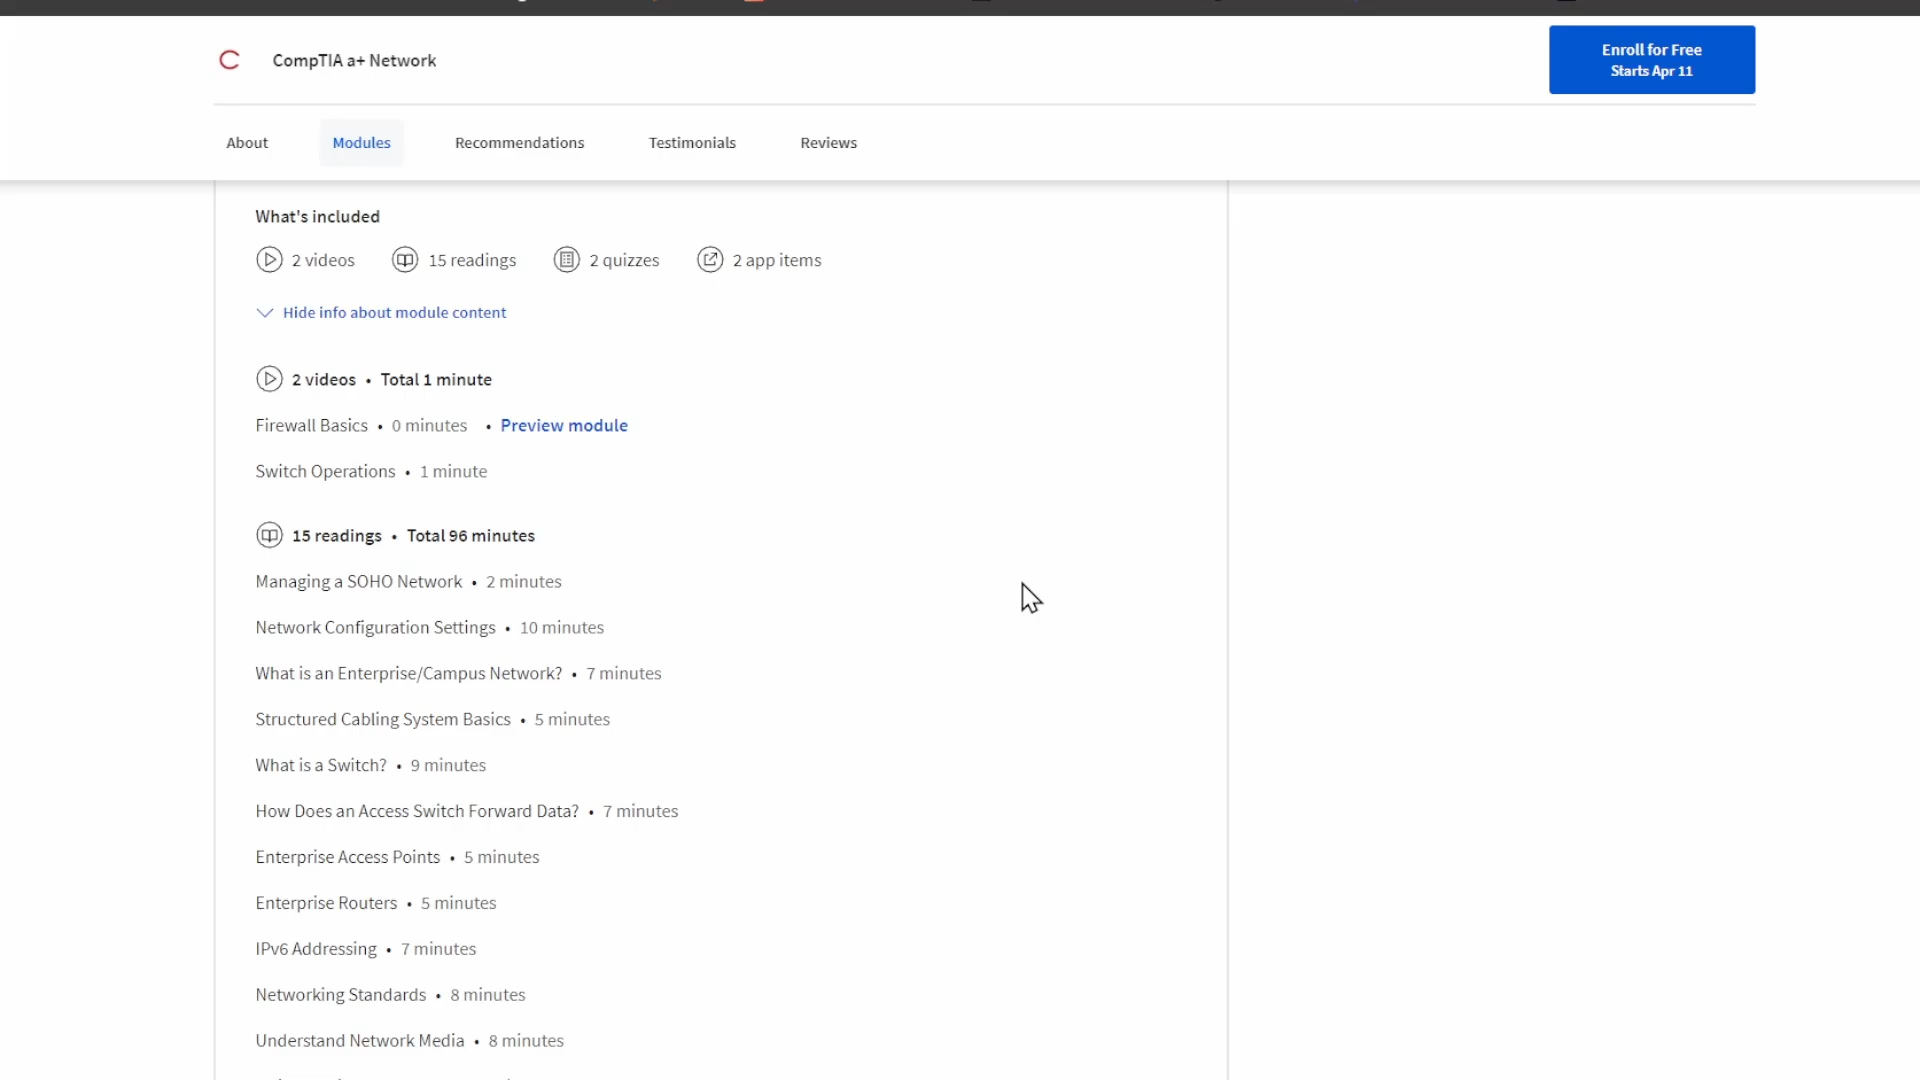 CompTIA a+ Network
Enroll for Free
Starts Apr 11
About
Modules
Recommendations
Testimonials
Reviews
What's included
2 videos
15 readings
2 quizzes
2 app items
Hide info about module content
2 videos • Total 1 minute
Firewall Basics • 0 minutes • Preview module
Switch Operations • 1 minute
15 readings • Total 96 minutes
Managing a SOHO Network • 2 minutes
Network Configuration Settings • 10 minutes
What is an Enterprise/Campus Network? • 7 minutes
Structured Cabling System Basics • 5 minutes
What is a Switch? • 9 minutes
How Does an Access Switch Forward Data? • 7 minutes
Enterprise Access Points • 5 minutes
Enterprise Routers • 5 minutes
IPv6 Addressing • 7 minutes
Networking Standards • 8 minutes
Understand Network Media • 8 minutes